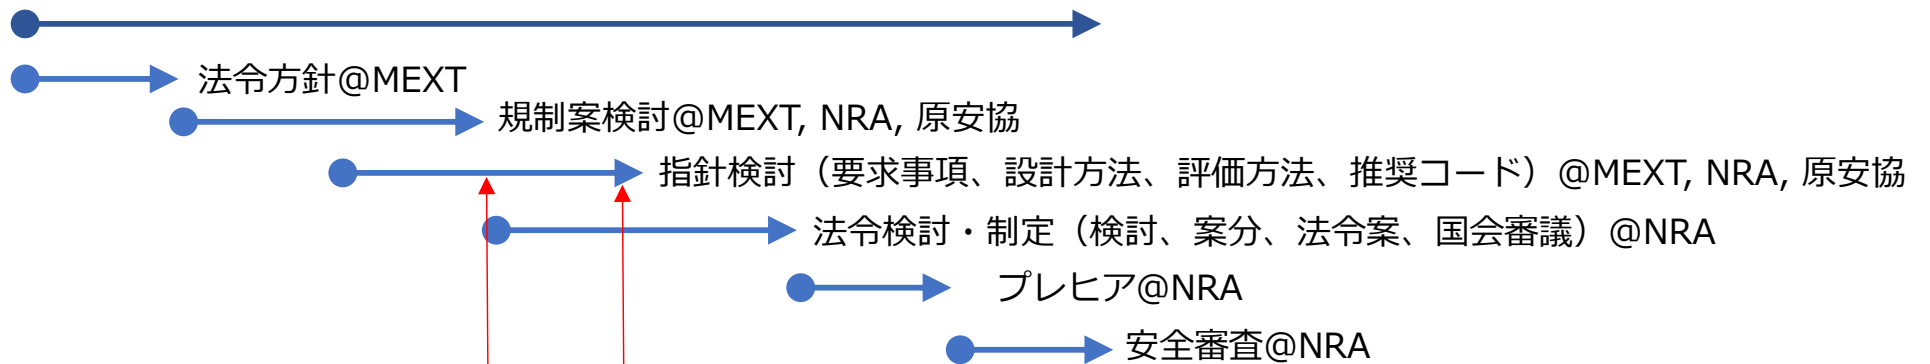 法令方針@MEXT
規制案検討@MEXT, NRA, 原安協
指針検討（要求事項、設計方法、評価方法、推奨コード）@MEXT, NRA, 原安協
法令検討・制定（検討、案分、法令案、国会審議）@NRA
プレヒア@NRA
安全審査@NRA